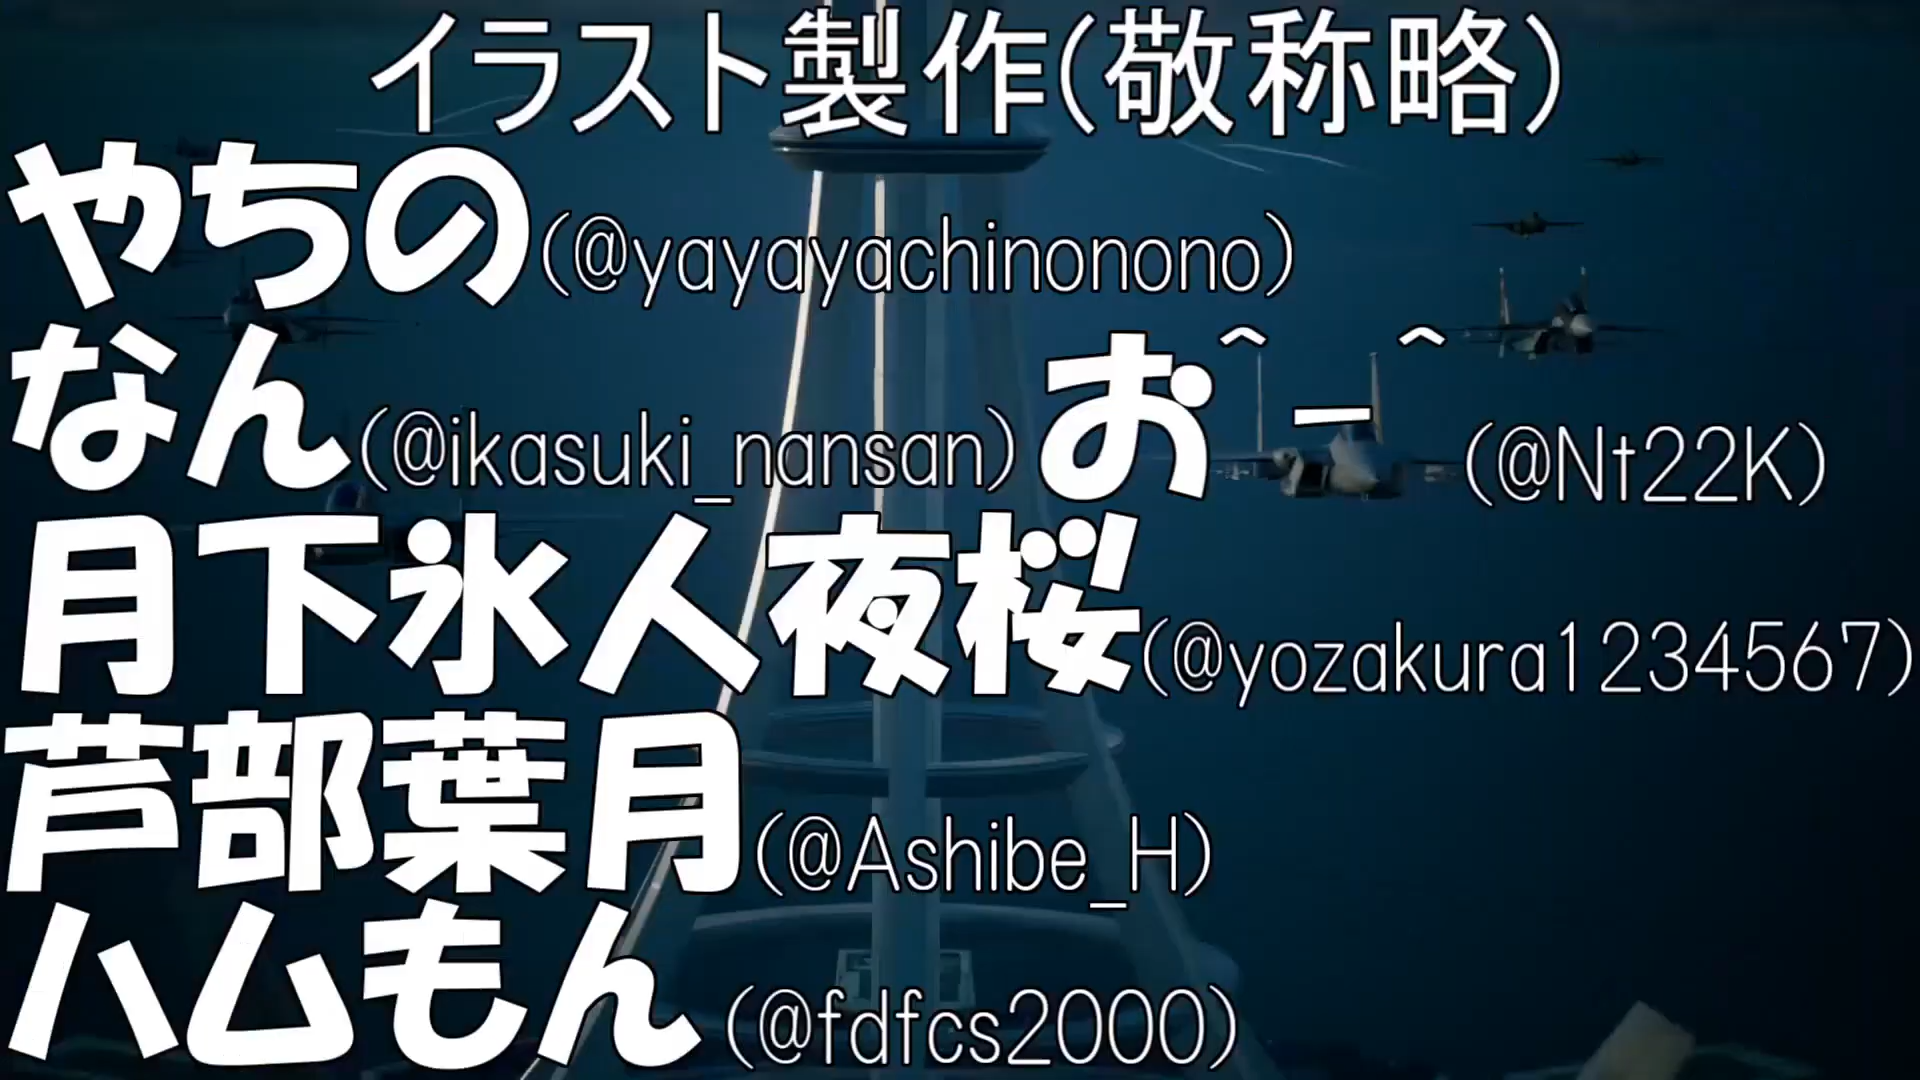 イラスト製作(敬称略)
やちの(@yayayachinonono)
なん(@ikasuki_nansan) お^ - ^(@Nt22K)
月下氷人夜桜(@yozakura1234567)
芦部葉月(@Ashibe_H)
ハムもん(@fdfcs2000)